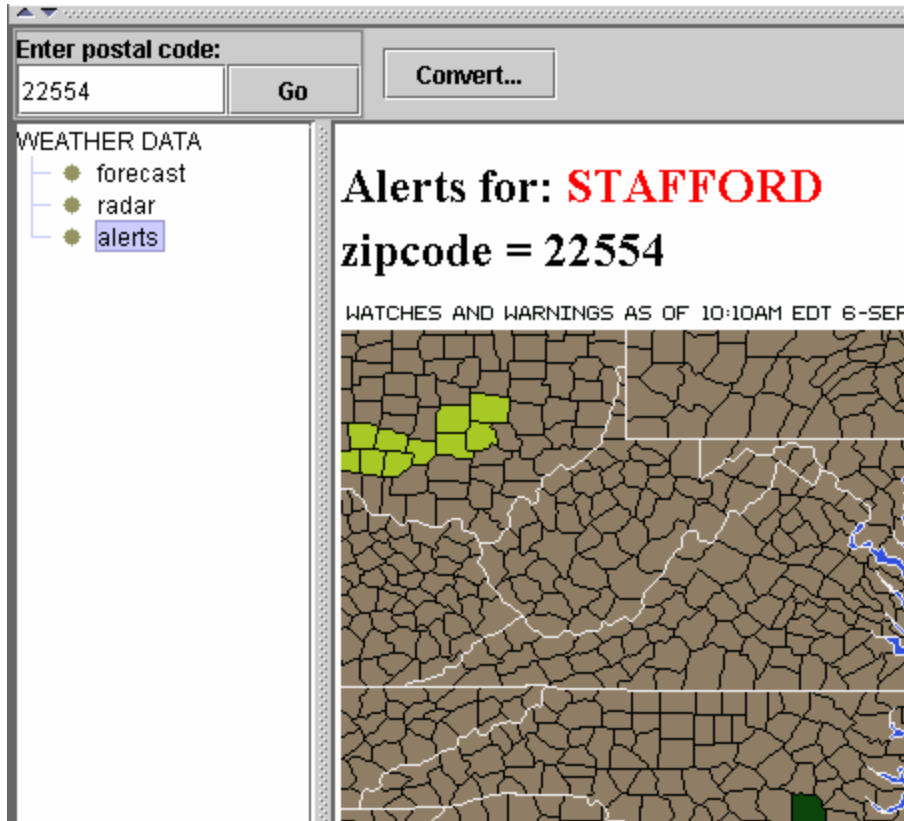 Enter postal code:
22554
Go
Convert...
WEATHER DATA
forecast
radar
alerts
Alerts for: STAFFORD
zipcode = 22554
WATCHES AND WARNINGS AS OF 10:10AM EDT 6-SEP